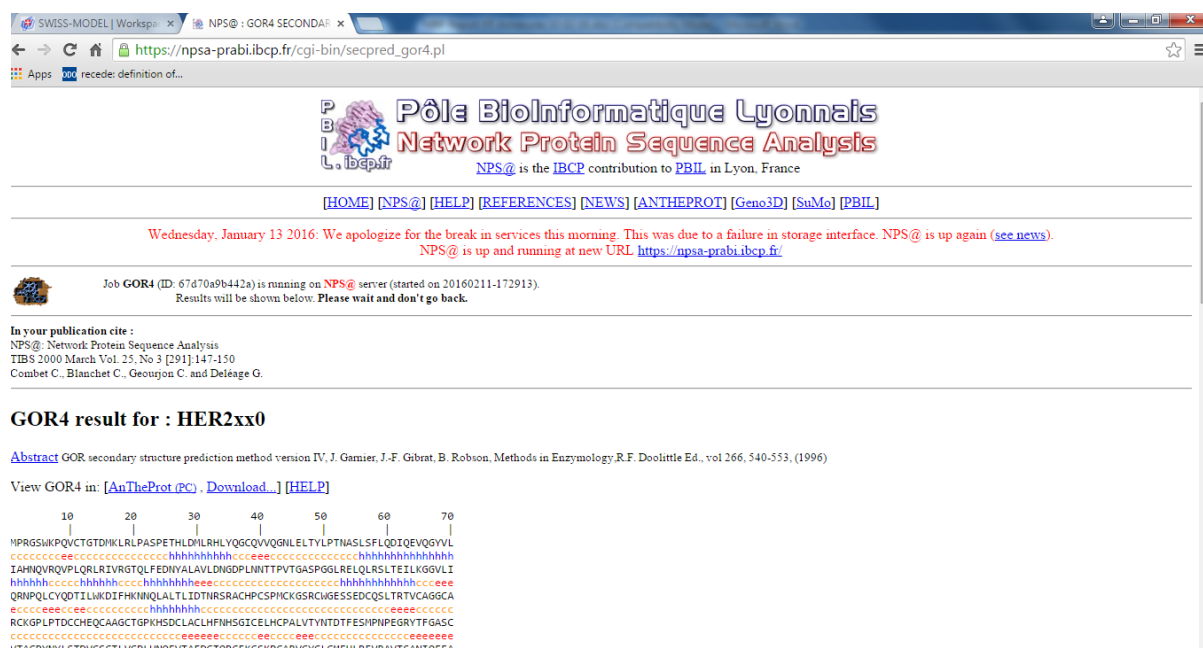 SWISS-MODEL | Workspa
NPS@ : GOR4 SECONDAR
https://npsa-prabi.ibcp.fr/cgi-bin/secpred_gor4.pl
Apps
recede: definition of...
PBIL.ibcp.fr
Pôle BioInformatique Lyonnais
Network Protein Sequence Analysis
NPS@ is the IBCP contribution to PBIL in Lyon, France
[HOME] [NPS@] [HELP] [REFERENCES] [NEWS] [ANTHEPROT] [Geno3D] [SuMo] [PBIL]
Wednesday, January 13 2016: We apologize for the break in services this morning. This was due to a failure in storage interface. NPS@ is up again (see news).
NPS@ is up and running at new URL https://npsa-prabi.ibcp.fr/
Job GOR4 (ID: 67d70a9b442a) is running on NPS@ server (started on 20160211-172913).
Results will be shown below. Please wait and don't go back.
In your publication cite :
NPS@: Network Protein Sequence Analysis
TIBS 2000 March Vol. 25, No 3 [291]:147-150
Combet C., Blanchet C., Geourjon C. and Deléage G.
GOR4 result for : HER2xx0
Abstract GOR secondary structure prediction method version IV, J. Garnier, J.-F. Gibrat, B. Robson, Methods in Enzymology,R.F. Doolittle Ed., vol 266, 540-553, (1996)
View GOR4 in: [AnTheProt (PC) , Download...] [HELP]
10 20 30 40 50 60 70
| | | | | | |
MPRGSWKPQVCTGTDMKLRLPASPETHLDMLRHLYQGCQVVQGNLELTYLPTNASLSFLQDIQEVQGYVL
cccccccceecccccccccccccchhhhhhhhhhccceeecccccccccccccchhhhhhhhhhhhhhhh
IAHNQVRQVPLQRLRIVRGTQLFEDNYALAVLDNGDPLNNTTPVTGASPGGLRELQLRSLTEILKGGVLI
QRNPQLCYQDTILWKDIFHKNNQLALTLIDTNRSRACHPCSPMCKGSRCWGESSEDCQSLTRTVCAGGCA
RCKGPLPTDCCHEQCAAGCTGPKHSDCLACLHFNHSGICELHCPALVTYNTDTFESMPNPEGRYTFGASC